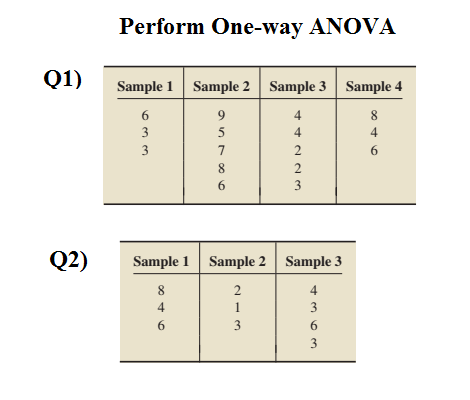 Perform One-way ANOVA
Q1)
Sample 1 Sample 2 Sample 3 Sample 4
6 9 4 8
3 5 4 4
3 7 2 6
8 2
6 3
Q2)
Sample 1 Sample 2 Sample 3
8 2 4
4 1 3
6 3 6
3